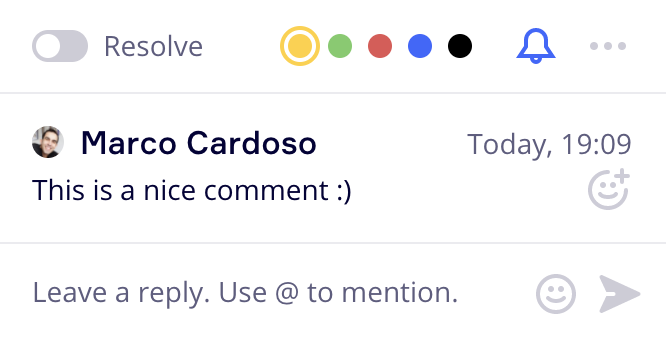 Resolve
Marco Cardoso
Today, 19:09
This is a nice comment :)
Leave a reply. Use @ to mention.